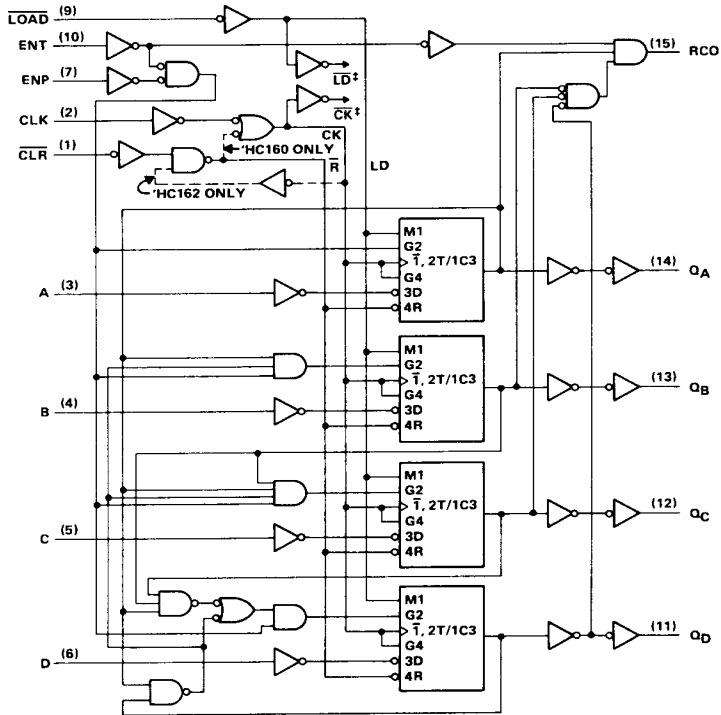 LOAD (9)
ENT (10)
(15) RCO
ENP (7)
LD‡
CLK (2)
CK‡
CK
CLR (1)
'HC160 ONLY
R
LD
'HC162 ONLY
M1
G2
1, 2T/1C3
G4
A (3)
3D
4R
(14) QA
M1
G2
1, 2T/1C3
G4
B (4)
3D
4R
(13) QB
M1
G2
1, 2T/1C3
G4
C (5)
3D
4R
(12) QC
M1
G2
1, 2T/1C3
G4
D (6)
3D
4R
(11) QD